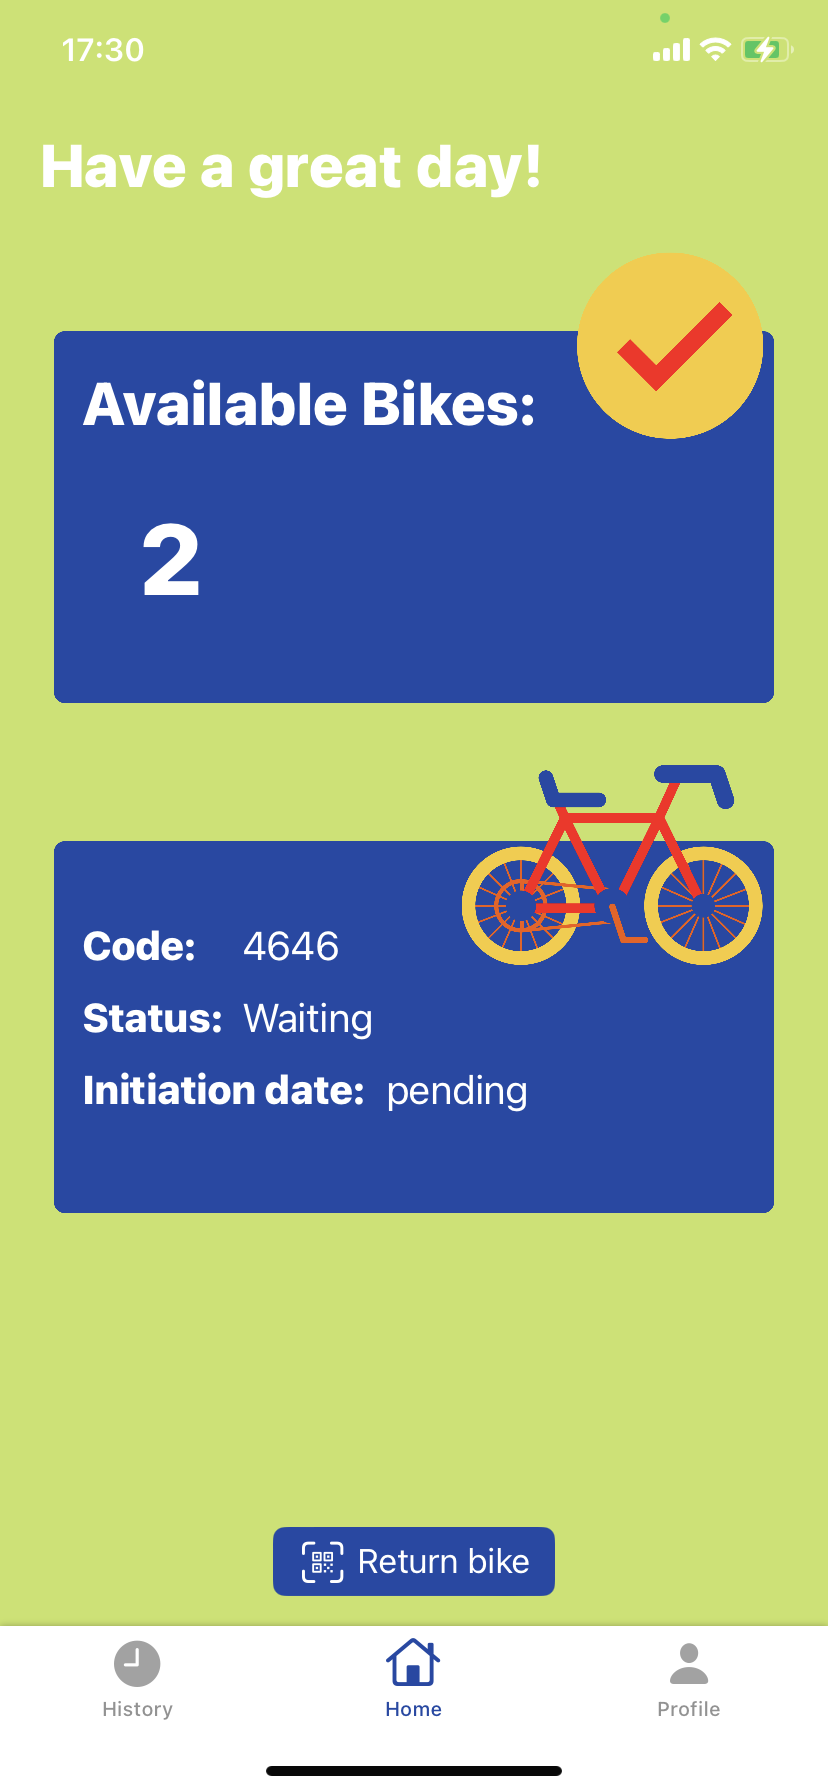 17:30
Have a great day!
Available Bikes:
2
Code: 4646
Status: Waiting
Initiation date: pending
Return bike
History
Home
Profile